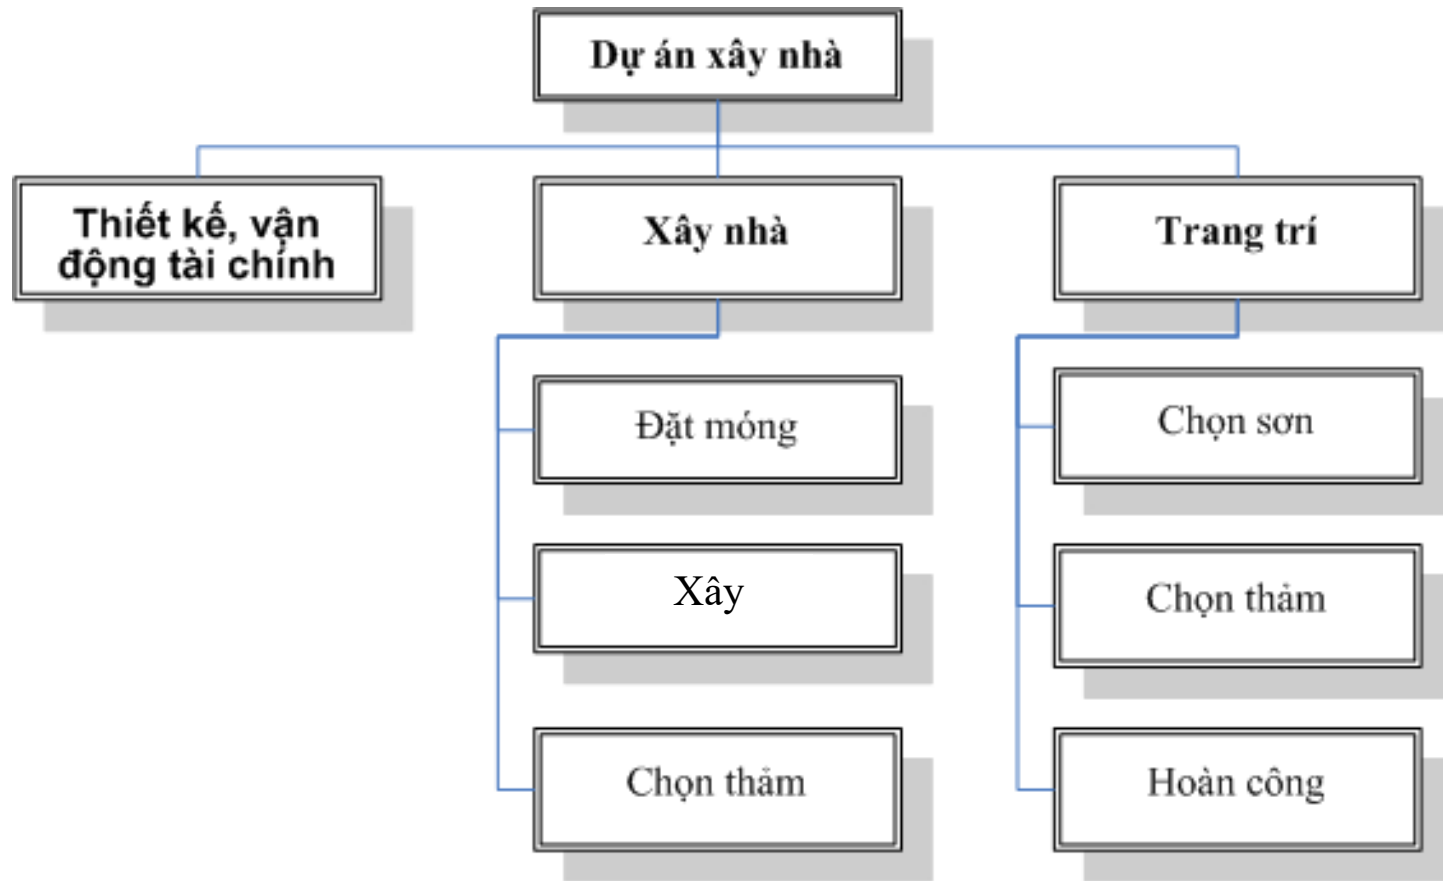 Dự án xây nhà
Thiết kế, vận
động tài chính
Xây nhà
Trang trí
Đặt móng
Xây
Chọn thảm
Chọn sơn
Chọn thảm
Hoàn công